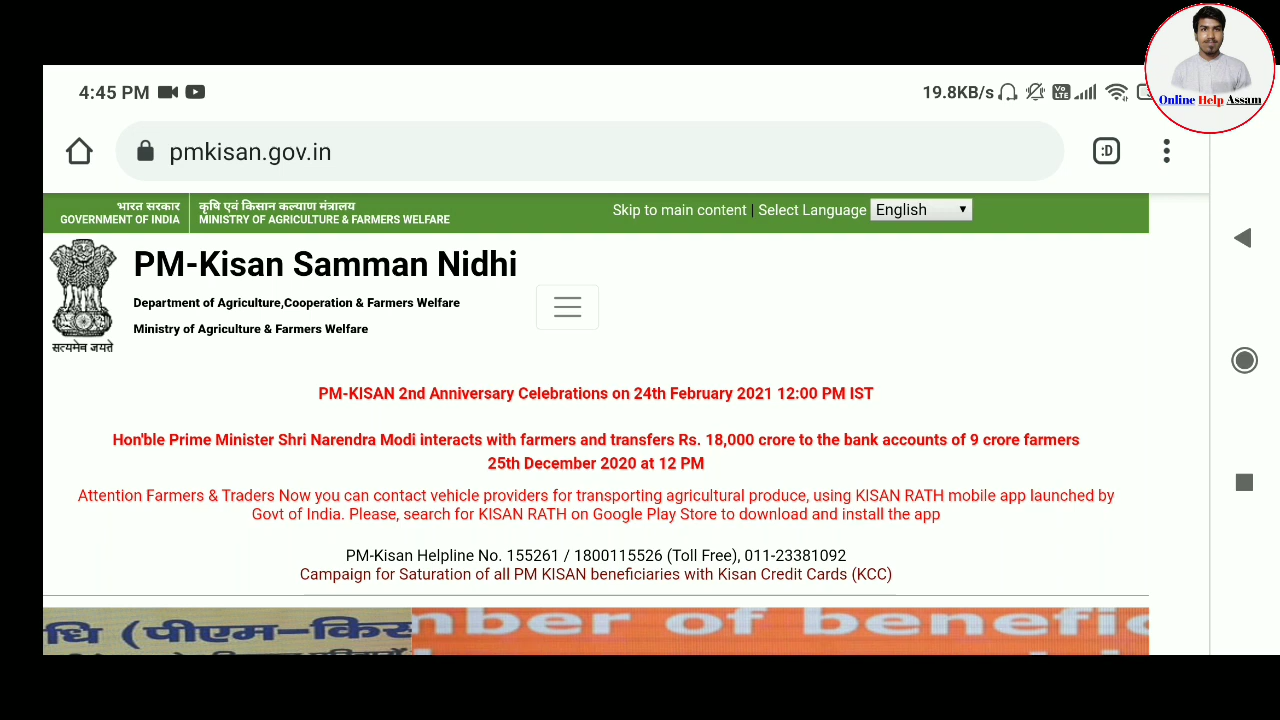 4:45 PM
19.8KB/s
Vo LTE
Online Help Assam
pmkisan.gov.in
:D
भारत सरकार
GOVERNMENT OF INDIA
कृषि एवं किसान कल्याण मंत्रालय
MINISTRY OF AGRICULTURE & FARMERS WELFARE
Skip to main content | Select Language English
PM-Kisan Samman Nidhi
Department of Agriculture,Cooperation & Farmers Welfare
Ministry of Agriculture & Farmers Welfare
सत्यमेव जयते
PM-KISAN 2nd Anniversary Celebrations on 24th February 2021 12:00 PM IST
Hon'ble Prime Minister Shri Narendra Modi interacts with farmers and transfers Rs. 18,000 crore to the bank accounts of 9 crore farmers
25th December 2020 at 12 PM
Attention Farmers & Traders Now you can contact vehicle providers for transporting agricultural produce, using KISAN RATH mobile app launched by
Govt of India. Please, search for KISAN RATH on Google Play Store to download and install the app
PM-Kisan Helpline No. 155261 / 1800115526 (Toll Free), 011-23381092
Campaign for Saturation of all PM KISAN beneficiaries with Kisan Credit Cards (KCC)
धि (पीएम-किस
nber of benefic